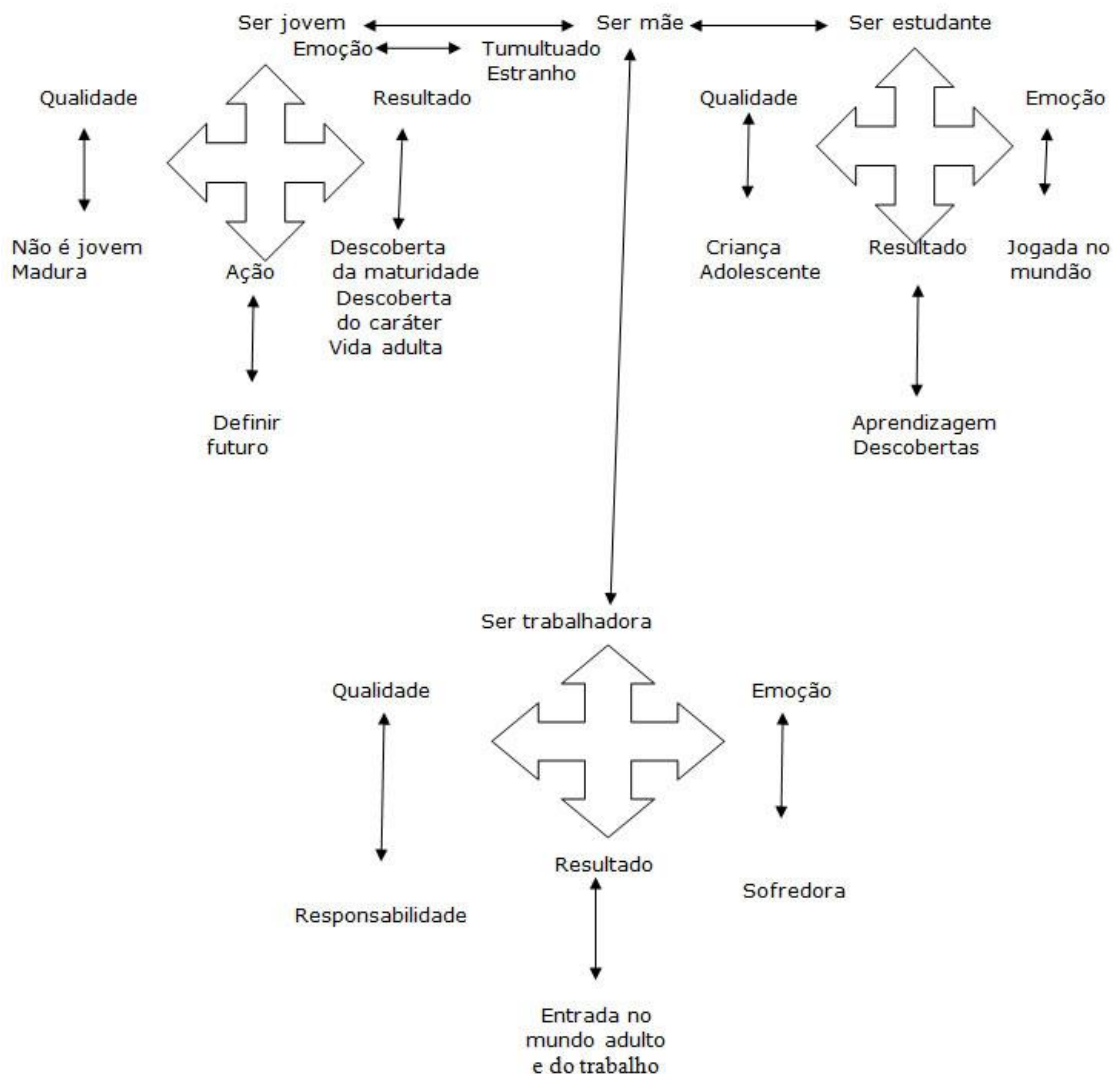 Ser jovem
Ser mãe
Ser estudante
Emoção
Tumultuado
Estranho
Qualidade
Resultado
Não é jovem
Madura
Ação
Descoberta
da maturidade
Descoberta
do caráter
Vida adulta
Definir
futuro
Qualidade
Emoção
Criança
Adolescente
Resultado
Jogada no
mundão
Aprendizagem
Descobertas
Ser trabalhadora
Qualidade
Emoção
Resultado
Responsabilidade
Sofredora
Entrada no
mundo adulto
e do trabalho